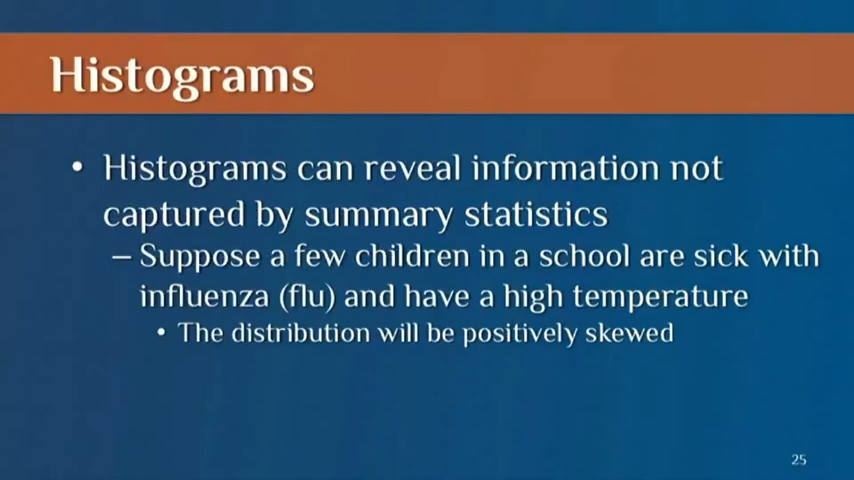 Histograms
• Histograms can reveal information not
captured by summary statistics
– Suppose a few children in a school are sick with
influenza (flu) and have a high temperature
• The distribution will be positively skewed
25